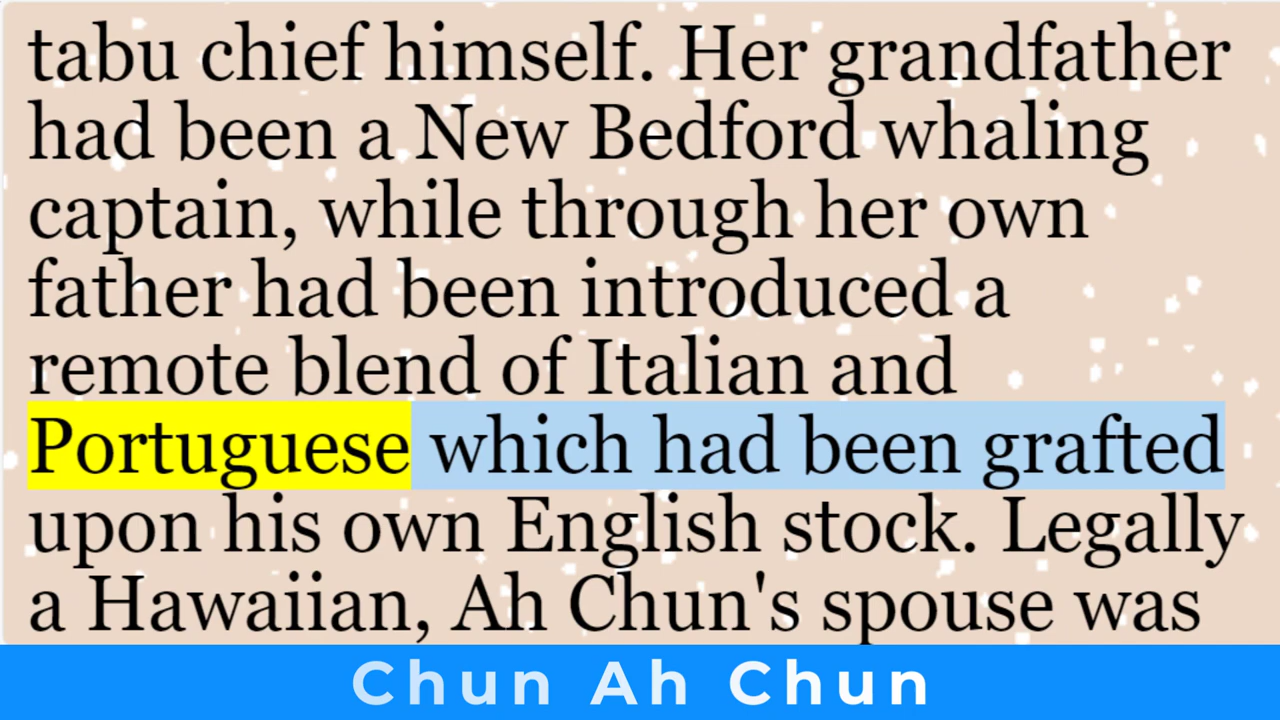 tabu chief himself. Her grandfather
had been a New Bedford whaling
captain, while through her own
father had been introduced a
remote blend of Italian and
Portuguese which had been grafted
upon his own English stock. Legally
a Hawaiian, Ah Chun's spouse was
Chun Ah Chun